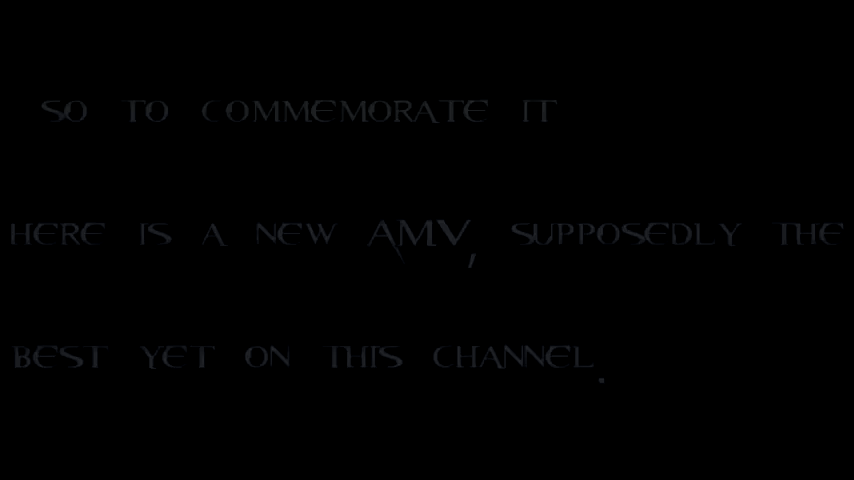 SO TO COMMEMORATE IT
HERE IS A NEW AMV, SUPPOSEDLY THE
BEST YET ON THIS CHANNEL.